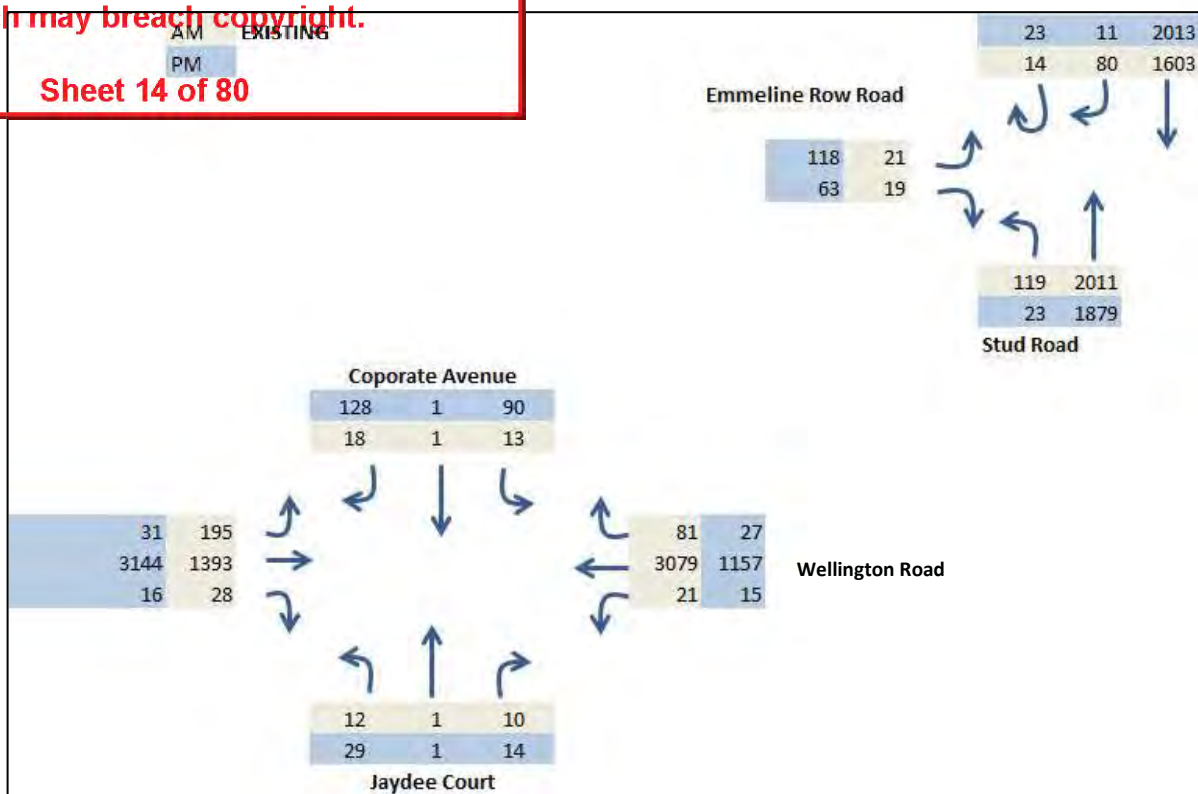 h may breach copyright.
AM EXISTING
PM
Sheet 14 of 80
23 11 2013
14 80 1603
Emmeline Row Road
118 21
63 19
119 2011
23 1879
Stud Road
Coporate Avenue
128 1 90
18 1 13
31 195
3144 1393
16 28
81 27
3079 1157
21 15
Wellington Road
12 1 10
29 1 14
Jaydee Court